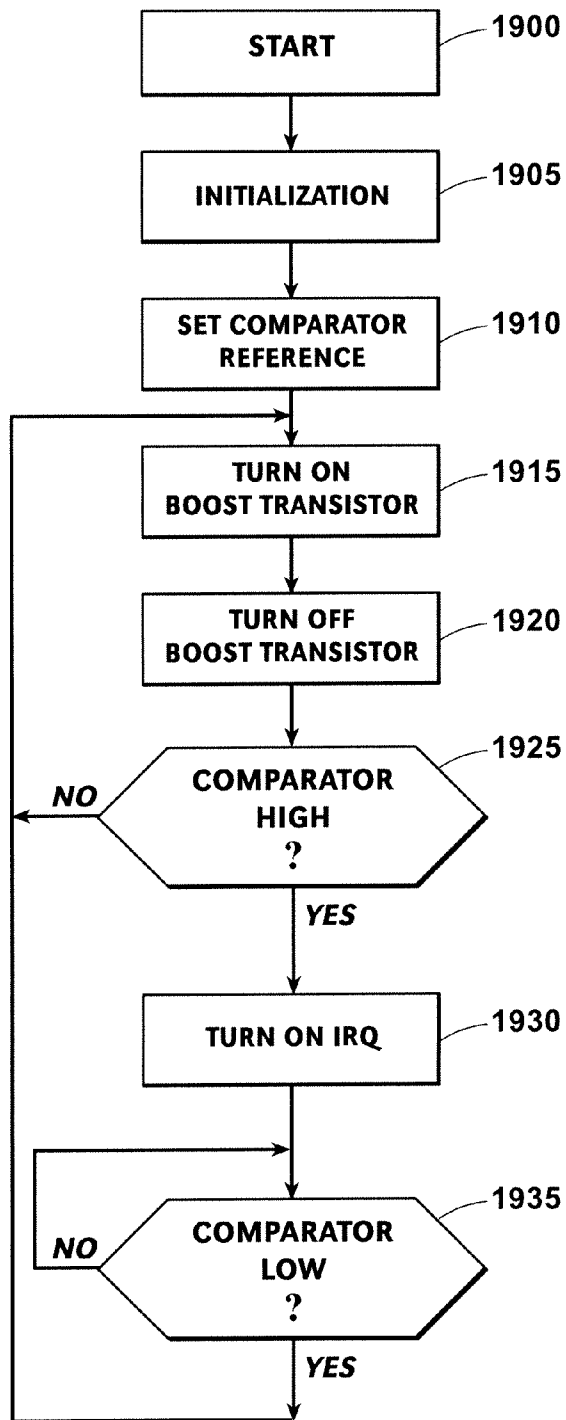 START
1900
INITIALIZATION
1905
SET COMPARATOR
REFERENCE
1910
TURN ON
BOOST TRANSISTOR
1915
TURN OFF
BOOST TRANSISTOR
1920
COMPARATOR
HIGH
?
1925
NO
YES
TURN ON IRQ
1930
COMPARATOR
LOW
?
1935
NO
YES